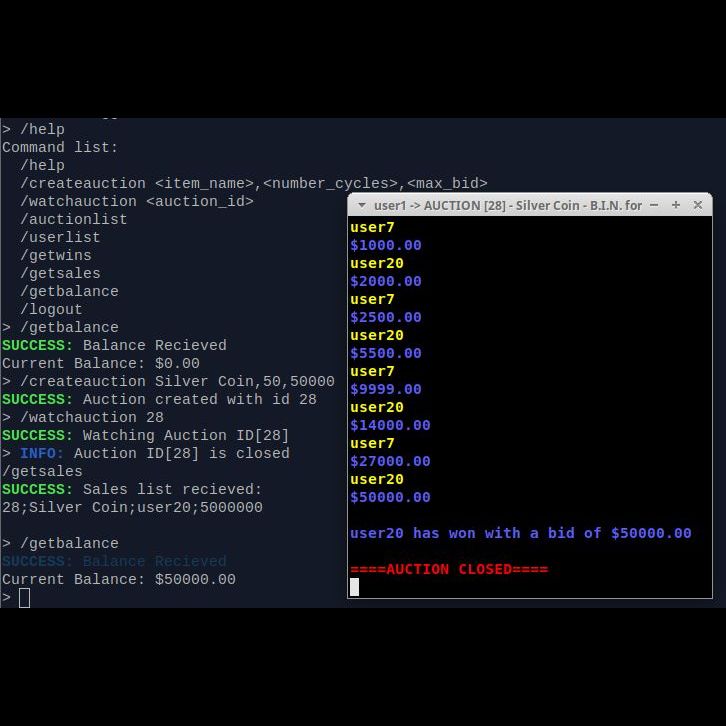 > /help
Command list:
/help
/createauction <item_name>,<number_cycles>,<max_bid>
/watchauction <auction_id>
/auctionlist
/userlist
/getwins
/getsales
/getbalance
/logout
> /getbalance
SUCCESS: Balance Recieved
Current Balance: $0.00
> /createauction Silver Coin,50,50000
SUCCESS: Auction created with id 28
> /watchauction 28
SUCCESS: Watching Auction ID[28]
> INFO: Auction ID[28] is closed
/getsales
SUCCESS: Sales list recieved:
28;Silver Coin;user20;5000000
> /getbalance
SUCCESS: Balance Recieved
Current Balance: $50000.00
>
user1 -> AUCTION [28] - Silver Coin - B.I.N. for
user7
$1000.00
user20
$2000.00
user7
$2500.00
user20
$5500.00
user7
$9999.00
user20
$14000.00
user7
$27000.00
user20
$50000.00
user20 has won with a bid of $50000.00
====AUCTION CLOSED====